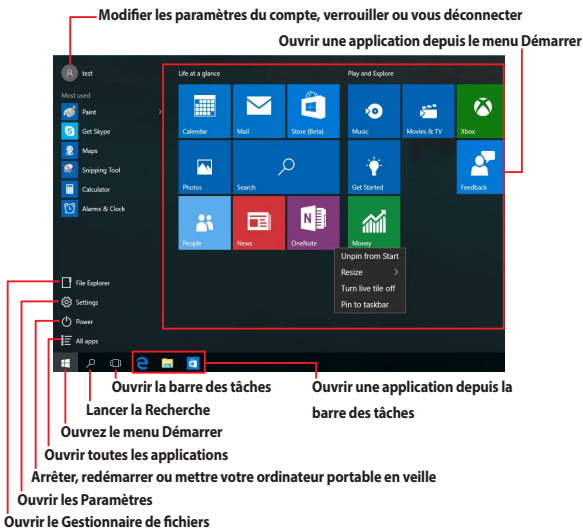 Modifier les paramètres du compte, verrouiller ou vous déconnecter
Ouvrir une application depuis le menu Démarrer
test
Life at a glance
Play and Explore
Most used
Paint
Get Skype
Maps
Snipping Tool
Calculator
Alarms & Clock
Calendar
Mail
Store (Beta)
Music
Movies & TV
Xbox
Photos
Search
Get Started
Feedback
People
News
OneNote
Money
Unpin from Start
Resize
Turn live tile off
Pin to taskbar
File Explorer
Settings
Power
All apps
Ouvrir la barre des tâches
Ouvrir une application depuis la
barre des tâches
Lancer la Recherche
Ouvrez le menu Démarrer
Ouvrir toutes les applications
Arrêter, redémarrer ou mettre votre ordinateur portable en veille
Ouvrir les Paramètres
Ouvrir le Gestionnaire de fichiers